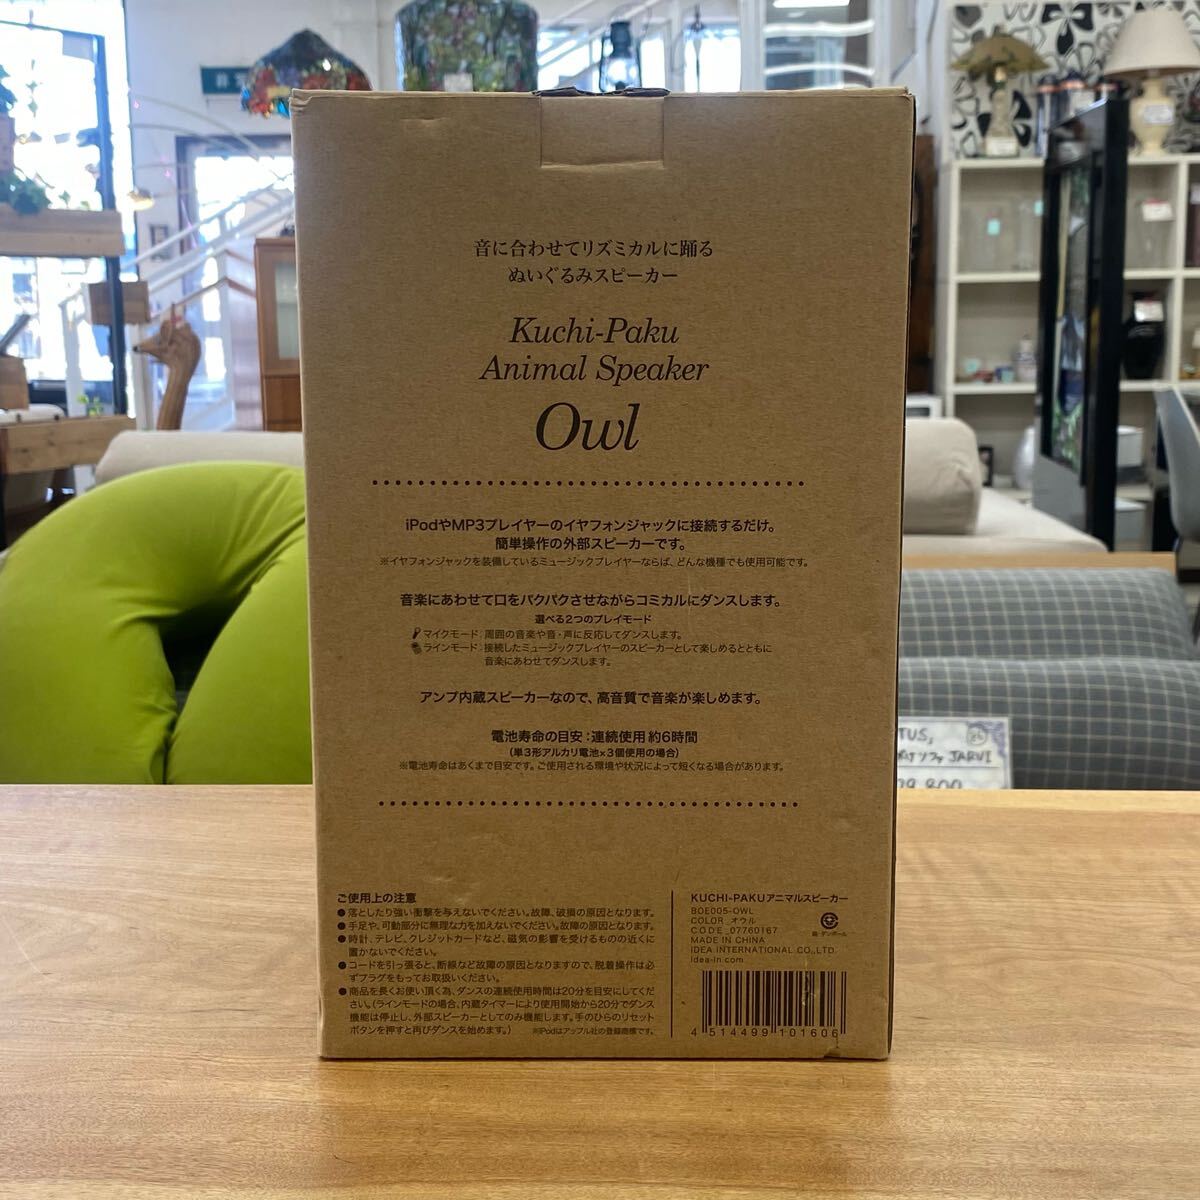 音に合わせてリズミカルに踊る
ぬいぐるみスピーカー
Kuchi-Paku
Animal Speaker
Owl
iPodやMP3プレイヤーのイヤフォンジャックに接続するだけ。
簡単操作の外部スピーカーです。
※イヤフォンジャックを装備しているミュージックプレイヤーならば、どんな機種でも使用可能です。
音楽にあわせて口をパクパクさせながらコミカルにダンスします。
選べる2つのプレイモード
マイクモード：周囲の音楽や音・声に反応してダンスします。
ラインモード：接続したミュージックプレイヤーのスピーカーとして楽しめるとともに
音楽にあわせてダンスします。
アンプ内蔵スピーカーなので、高音質で音楽が楽しめます。
電池寿命の目安：連続使用 約6時間
（単3形アルカリ電池×3個使用の場合）
※電池寿命はあくまで目安です。ご使用される環境や状況によって短くなる場合があります。
ご使用上の注意
●落としたり強い衝撃を与えないでください。故障、破損の原因となります。
●手足や、可動部分に無理な力を加えないでください。故障の原因となります。
●時計、テレビ、クレジットカードなど、磁気の影響を受けるものの近くに
置かないでください。
●コードを引っ張ると、断線など故障の原因となりますので、脱着操作は必
ずプラグをもってお取扱いください。
●商品を長くお使い頂く為、ダンスの連続使用時間は20分を目安にしてくだ
さい。（ラインモードの場合、内蔵タイマーにより使用開始から20分でダンス
機能は停止し、外部スピーカーとしてのみ機能します。手のひらのリセット
ボタンを押すと再びダンスを始めます。） ※iPodはアップル社の登録商標です。
KUCHI-PAKUアニマルスピーカー
BOE005-OWL
COLOR_オウル
CODE_07760167
MADE IN CHINA
IDEA INTERNATIONAL CO.,LTD.
idea-in.com
箱：ダンボール
4 514499 101606
TUS,
JARVI